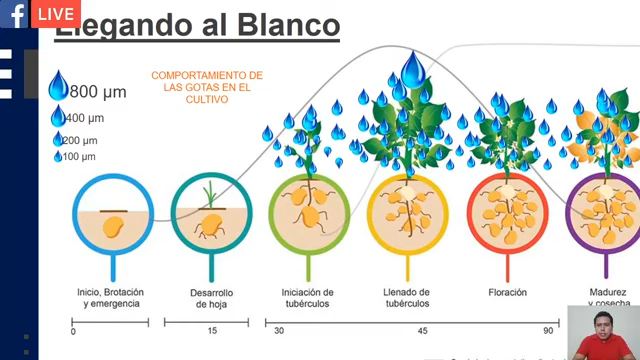 f LIVE
Llegando al Blanco
COMPORTAMIENTO DE
LAS GOTAS EN EL
CULTIVO
800 µm
400 µm
200 µm
100 µm
Inicio, Brotación
y emergencia
Desarrollo
de hoja
Iniciación de
tubérculos
Llenado de
tubérculos
Floración
Madurez
y cosecha
0
15
30
45
90